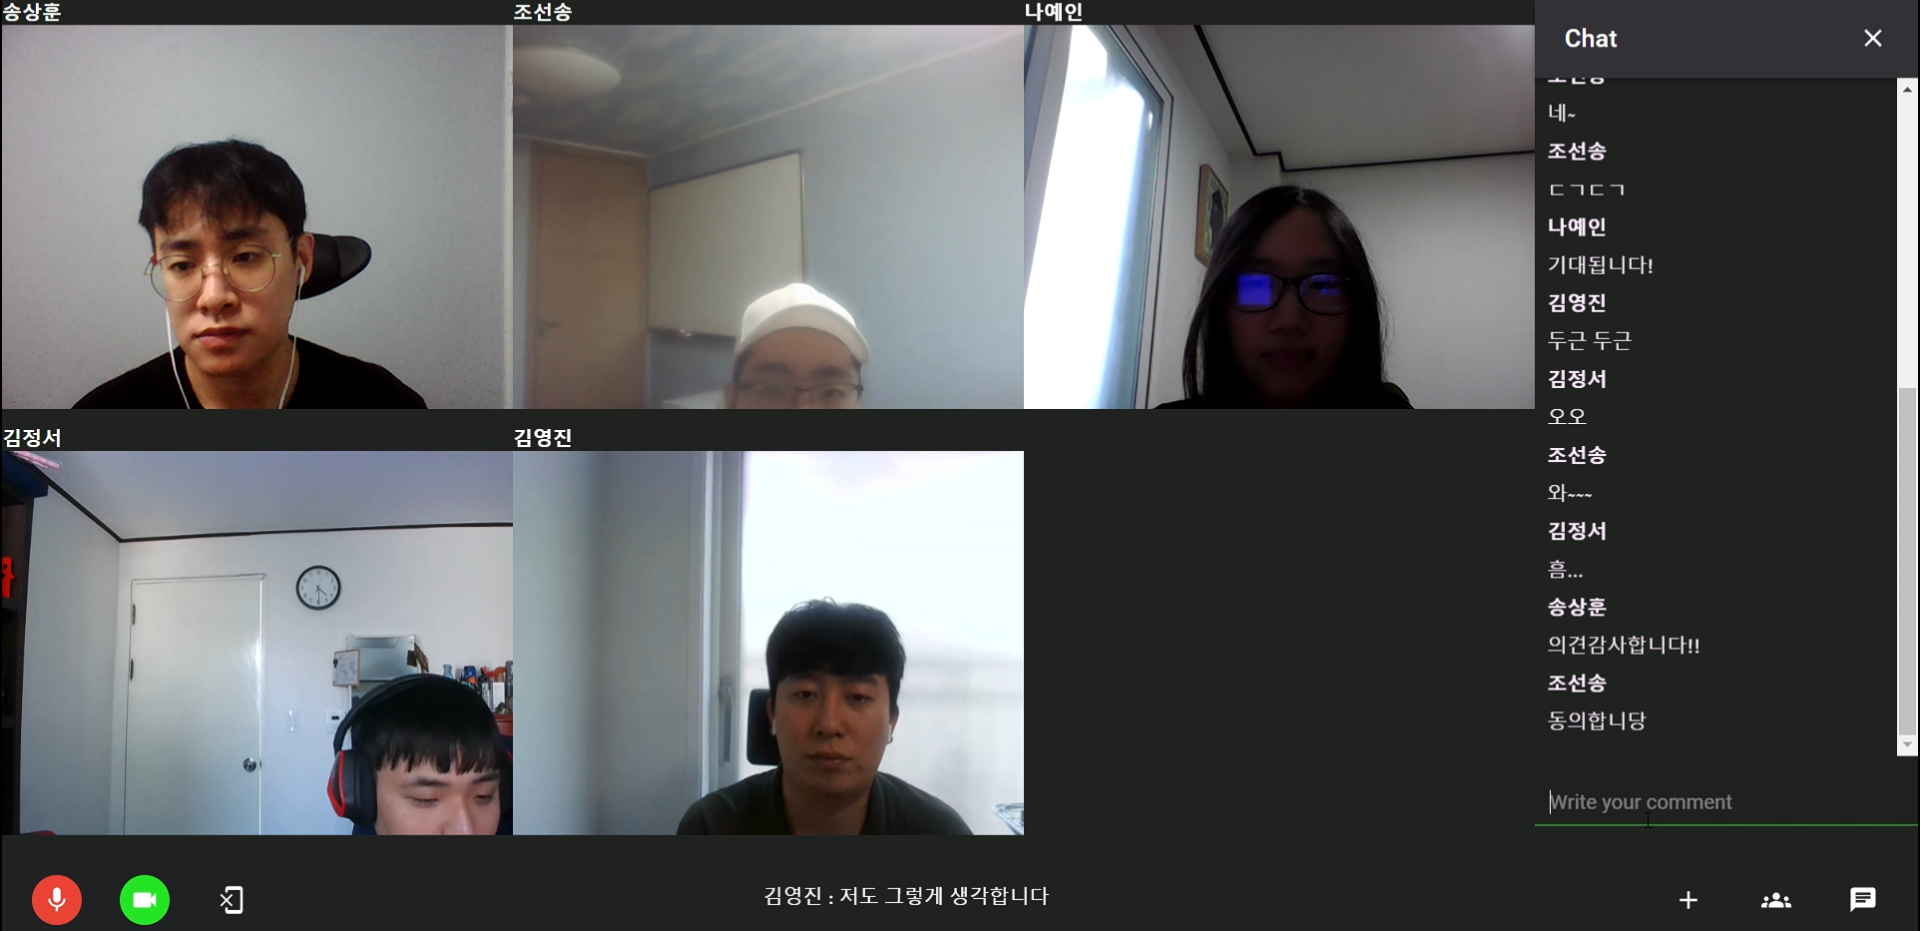 송상훈
조선송
나예인
김정서
김영진
Chat
조선송
네~
조선송
ㄷㄱㄷㄱ
나예인
기대됩니다!
김영진
두근 두근
김정서
오오
조선송
와~~~
김정서
흠...
송상훈
의견감사합니다!!
조선송
동의합니당
Write your comment
김영진 : 저도 그렇게 생각합니다